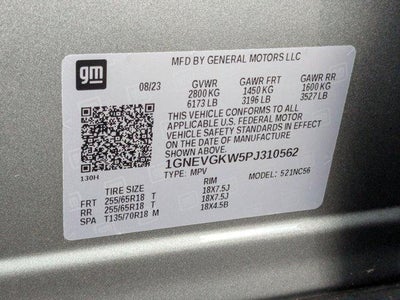 gm
MFD BY GENERAL MOTORS LLC
08/23 GVWR GAWR FRT GAWR RR
2800 KG 1450 KG 1600 KG
6173 LB 3196 LB 3527 LB
THIS VEHICLE CONFORMS TO ALL
APPLICABLE U.S. FEDERAL MOTOR
VEHICLE SAFETY STANDARDS IN EFFECT
ON THE DATE OF MANUFACTURE
SHOWN ABOVE.
1GNEVGKW5PJ310562
130H TYPE: MPV MODEL: 521NC56
TIRE SIZE RIM
FRT 255/65R18 T 18X7.5J
RR 255/65R18 T 18X7.5J
SPA T135/70R18 M 18X4.5B